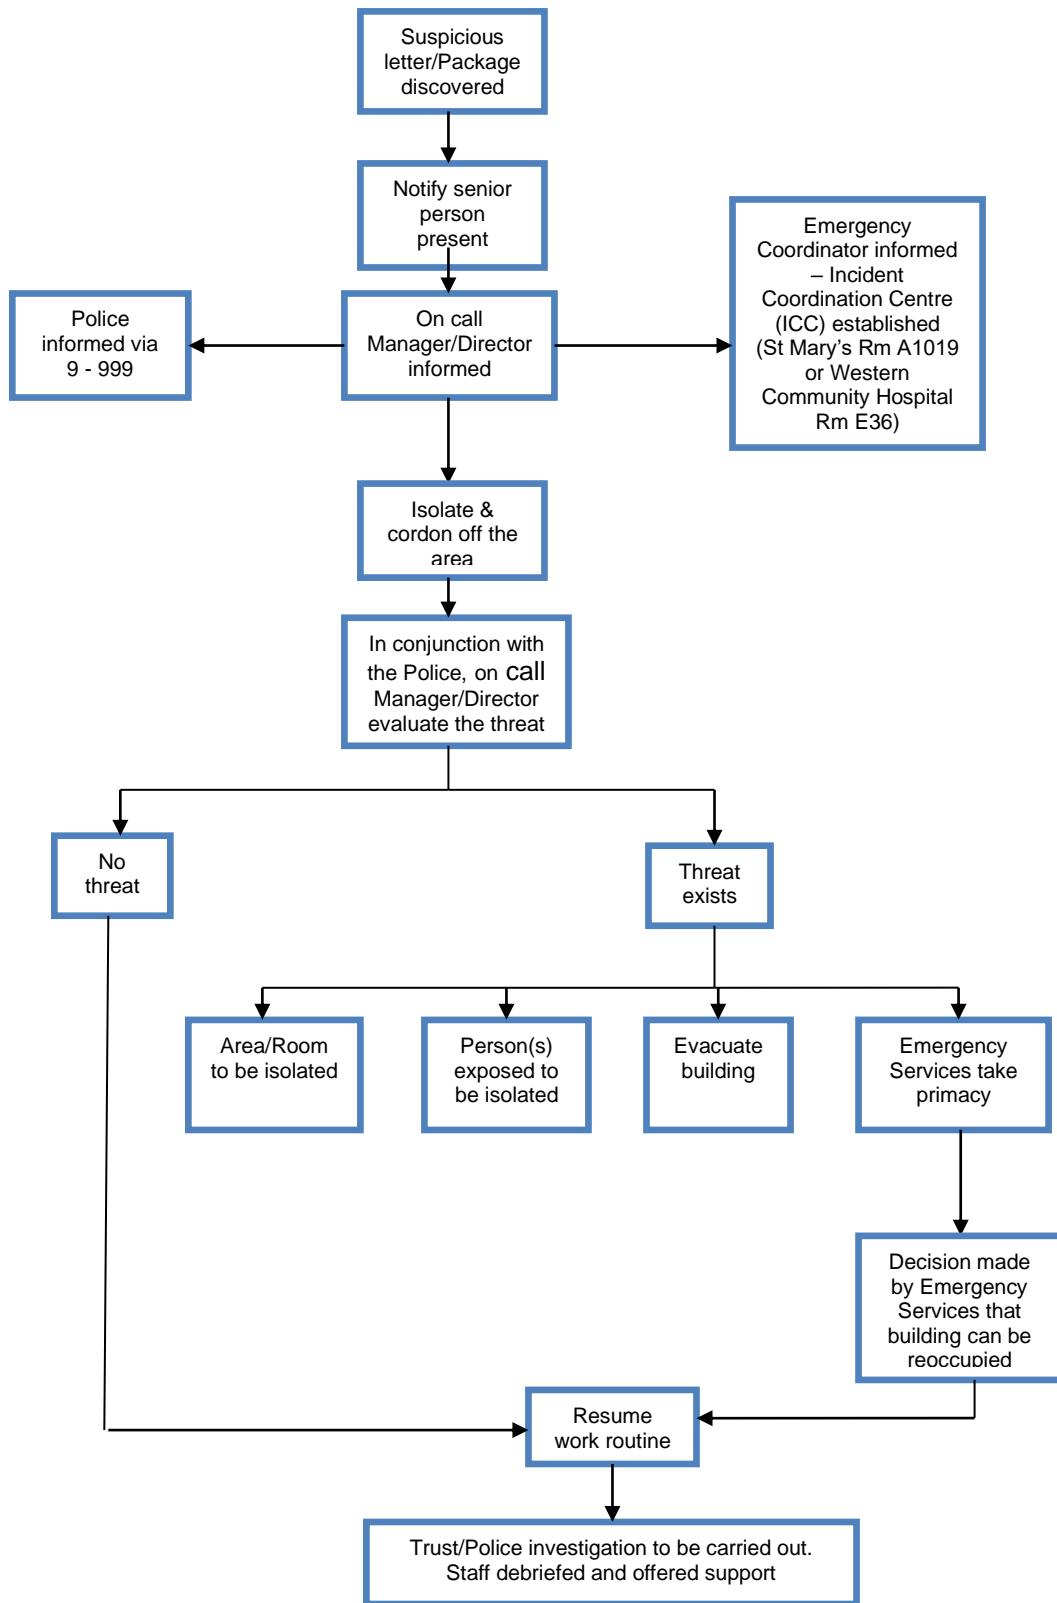 Suspicious
letter/Package
discovered
Notify senior
person
present
Emergency
Coordinator informed
– Incident
Coordination Centre
(ICC) established
(St Mary’s Rm A1019
or Western
Community Hospital
Rm E36)
Police
informed via
9 - 999
On call
Manager/Director
informed
Isolate &
cordon off the
area
In conjunction with
the Police, on call
Manager/Director
evaluate the threat
No
threat
Threat
exists
Area/Room
to be isolated
Person(s)
exposed to
be isolated
Evacuate
building
Emergency
Services take
primacy
Decision made
by Emergency
Services that
building can be
reoccupied
Resume
work routine
Trust/Police investigation to be carried out.
Staff debriefed and offered support